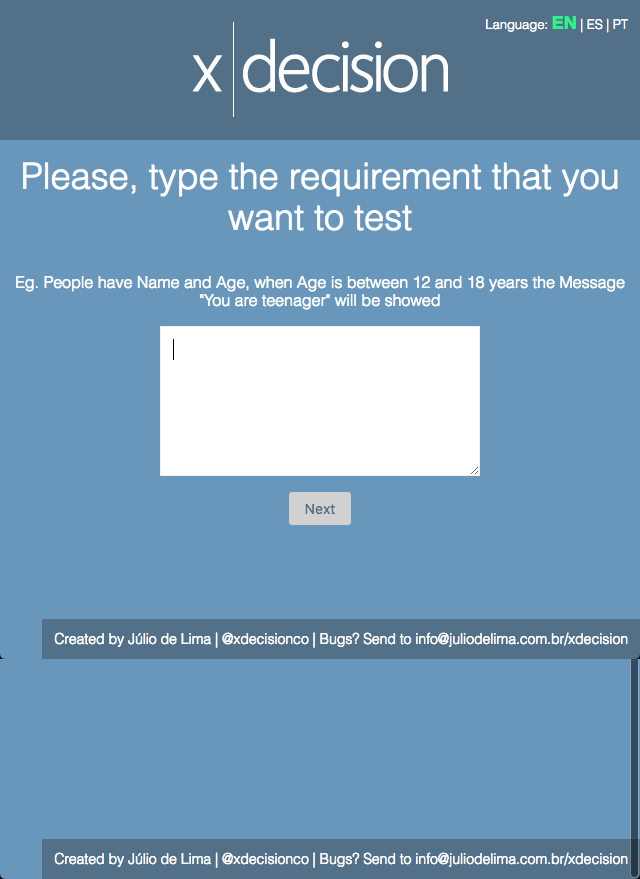 Language: EN | ES | PT
x decision
Please, type the requirement that you
want to test
Eg. People have Name and Age, when Age is between 12 and 18 years the Message
"You are teenager" will be showed
Next
Created by Júlio de Lima | @xdecisionco | Bugs? Send to info@juliodelima.com.br/xdecision
Created by Júlio de Lima | @xdecisionco | Bugs? Send to info@juliodelima.com.br/xdecision